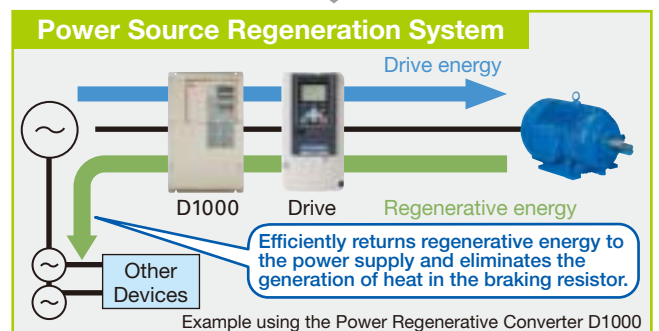 Power Source Regeneration System
Drive energy
D1000
Drive
Regenerative energy
Efficiently returns regenerative energy to
the power supply and eliminates the
generation of heat in the braking resistor.
Other
Devices
Example using the Power Regenerative Converter D1000